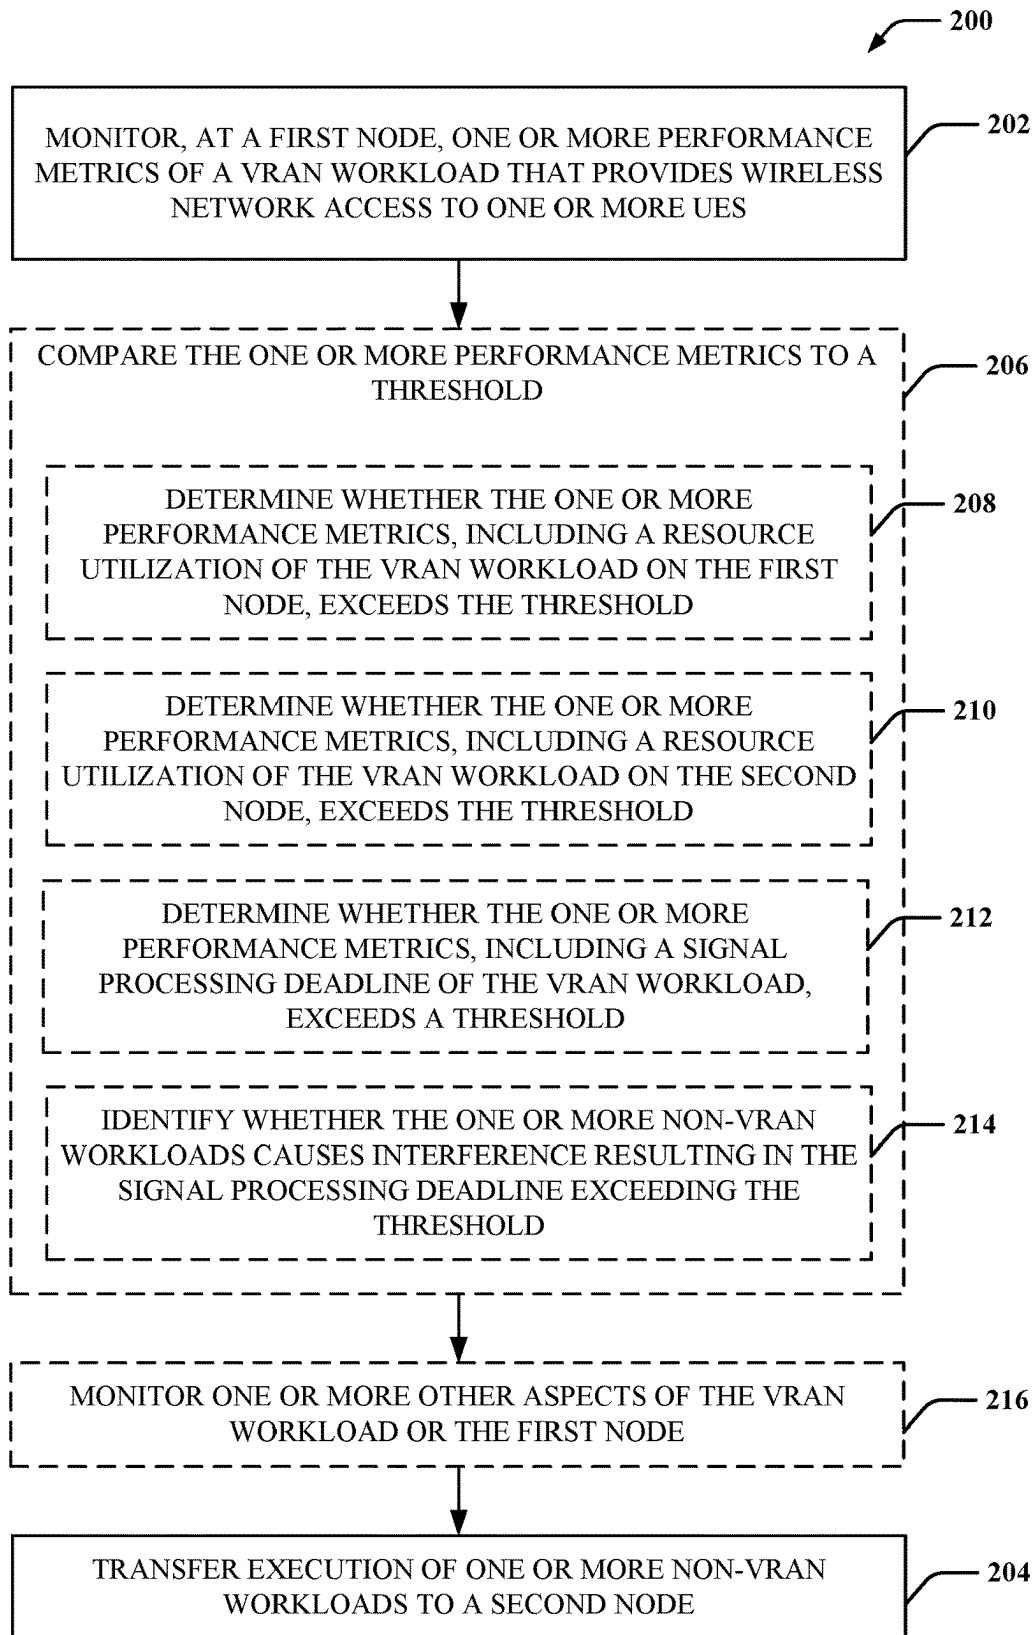 200
MONITOR, AT A FIRST NODE, ONE OR MORE PERFORMANCE
METRICS OF A VRAN WORKLOAD THAT PROVIDES WIRELESS
NETWORK ACCESS TO ONE OR MORE UES
202
COMPARE THE ONE OR MORE PERFORMANCE METRICS TO A
THRESHOLD
206
DETERMINE WHETHER THE ONE OR MORE
PERFORMANCE METRICS, INCLUDING A RESOURCE
UTILIZATION OF THE VRAN WORKLOAD ON THE FIRST
NODE, EXCEEDS THE THRESHOLD
208
DETERMINE WHETHER THE ONE OR MORE
PERFORMANCE METRICS, INCLUDING A RESOURCE
UTILIZATION OF THE VRAN WORKLOAD ON THE SECOND
NODE, EXCEEDS THE THRESHOLD
210
DETERMINE WHETHER THE ONE OR MORE
PERFORMANCE METRICS, INCLUDING A SIGNAL
PROCESSING DEADLINE OF THE VRAN WORKLOAD,
EXCEEDS A THRESHOLD
212
IDENTIFY WHETHER THE ONE OR MORE NON-VRAN
WORKLOADS CAUSES INTERFERENCE RESULTING IN THE
SIGNAL PROCESSING DEADLINE EXCEEDING THE
THRESHOLD
214
MONITOR ONE OR MORE OTHER ASPECTS OF THE VRAN
WORKLOAD OR THE FIRST NODE
216
TRANSFER EXECUTION OF ONE OR MORE NON-VRAN
WORKLOADS TO A SECOND NODE
204